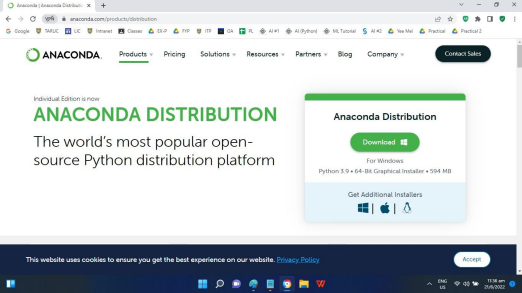 Anaconda | Anaconda Distributi
anaconda.com/products/distribution
Google
TARUC
LIC
Intranet
Classes
EX-P
FYP
ITP
OA
PL
AI #1
AI (Python)
ML Tutorial
AI #2
Yee Mei
Practical
Practical 2
ANACONDA.
Products
Pricing
Solutions
Resources
Partners
Blog
Company
Contact Sales
Individual Edition is now
ANACONDA DISTRIBUTION
The world's most popular open-
source Python distribution platform
Anaconda Distribution
Download
For Windows
Python 3.9 • 64-Bit Graphical Installer • 594 MB
Get Additional Installers
This website uses cookies to ensure you get the best experience on our website. Privacy Policy
Accept
ENG
US
11:36 pm
21/6/2022